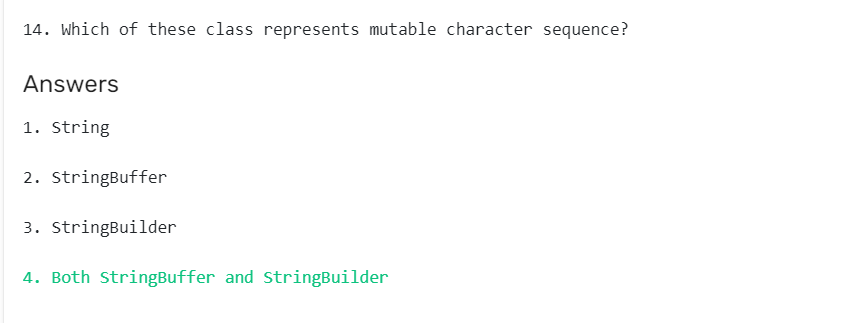 14. Which of these class represents mutable character sequence?
Answers
1. String
2. StringBuffer
3. StringBuilder
4. Both StringBuffer and StringBuilder